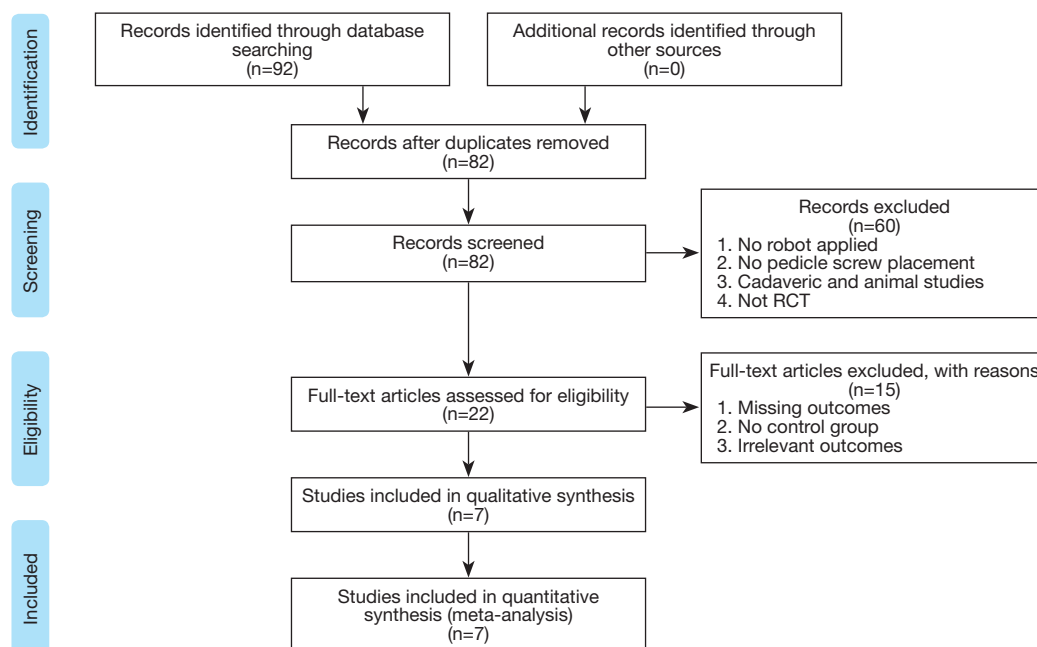 Identification
Records identified through database
searching
(n=92)
Additional records identified through
other sources
(n=0)
Records after duplicates removed
(n=82)
Screening
Records screened
(n=82)
Records excluded
(n=60)
1. No robot applied
2. No pedicle screw placement
3. Cadaveric and animal studies
4. Not RCT
Eligibility
Full-text articles assessed for eligibility
(n=22)
Full-text articles excluded, with reasons
(n=15)
1. Missing outcomes
2. No control group
3. Irrelevant outcomes
Studies included in qualitative synthesis
(n=7)
Included
Studies included in quantitative
synthesis (meta-analysis)
(n=7)